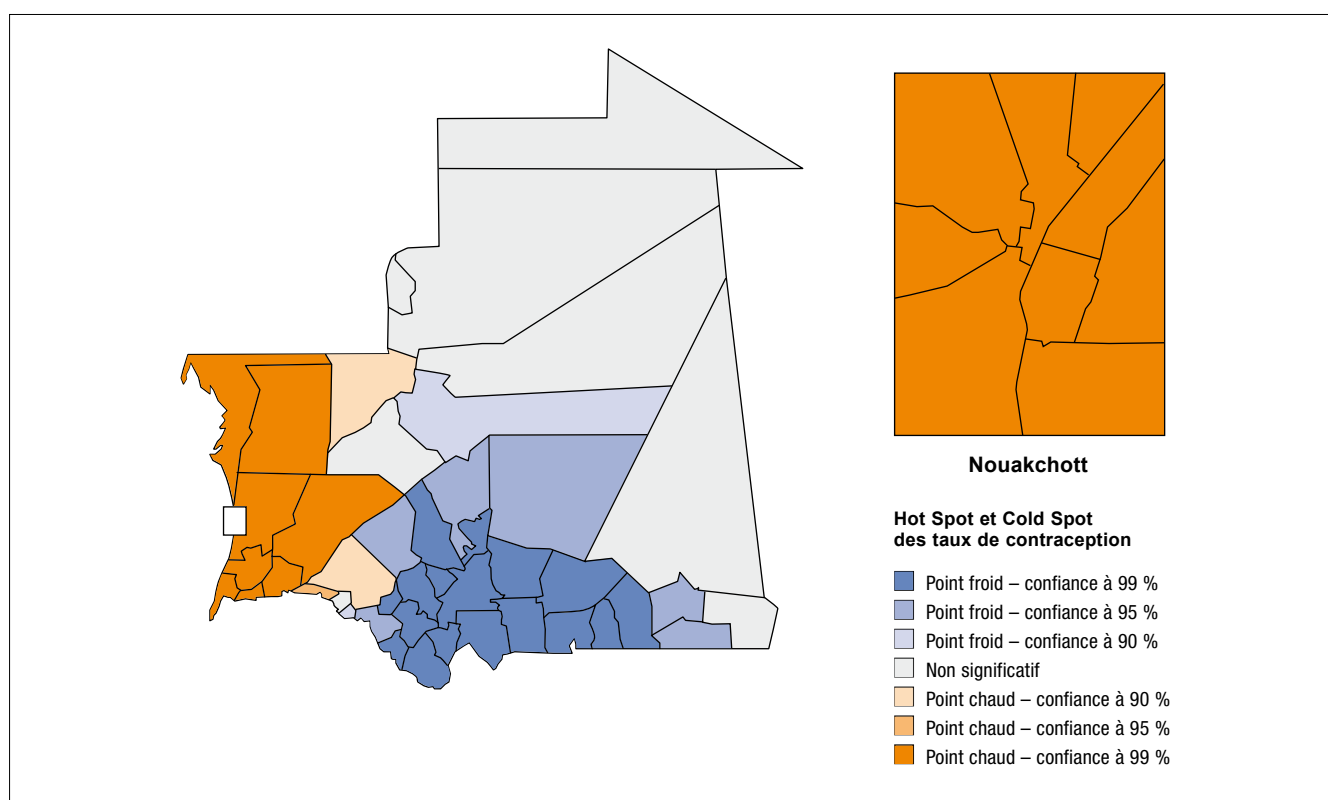 Nouakchott
Hot Spot et Cold Spot
des taux de contraception
Point froid – confiance à 99 %
Point froid – confiance à 95 %
Point froid – confiance à 90 %
Non significatif
Point chaud – confiance à 90 %
Point chaud – confiance à 95 %
Point chaud – confiance à 99 %